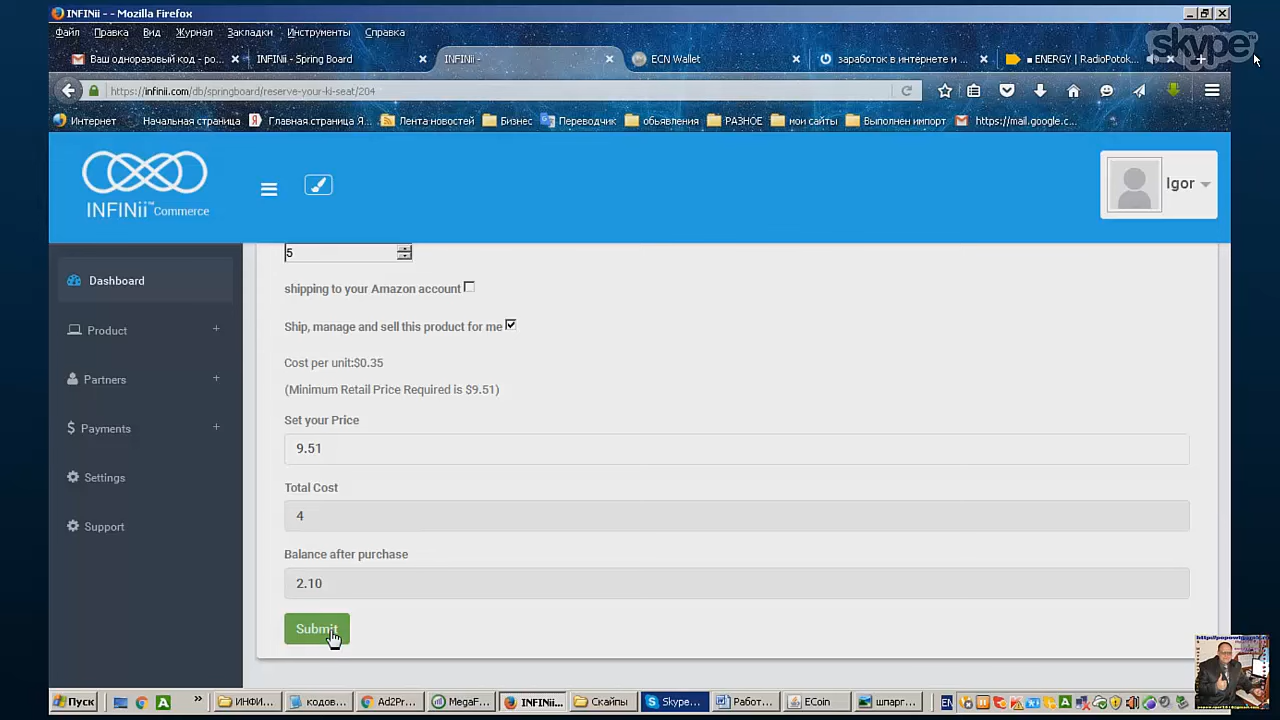 INFINii - - Mozilla Firefox
Файл Правка Вид Журнал Закладки Инструменты Справка
skype™
Ваш одноразовый код - po... × INFINii - Spring Board × INFINii - × ECN Wallet × заработок в интернете и ... × ■ ENERGY | RadioPotok... × +
https://infinii.com/db/springboard/reserve-your-ki-seat/204
Интернет Начальная страница Главная страница Я... Лента новостей Бизнес Переводчик обьявления РАЗНОЕ мои сайты Выполнен импорт https://mail.google.c...
INFINii™ Commerce
Igor
Dashboard
Product +
Partners +
Payments +
Settings
Support
5
shipping to your Amazon account
Ship, manage and sell this product for me
Cost per unit:$0.35
(Minimum Retail Price Required is $9.51)
Set your Price
9.51
Total Cost
4
Balance after purchase
2.10
Submit
Пуск » ИНФИ... кодов... Ad2Pr... MegaF... INFINii... Скайпы Skype... Работ... ECoin шпарг... EN